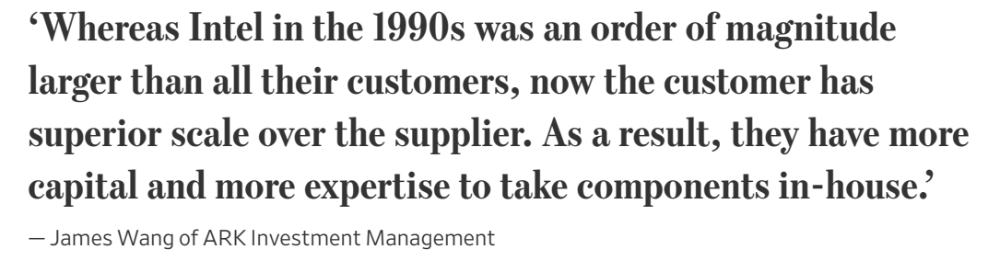 ‘Whereas Intel in the 1990s was an order of magnitude
larger than all their customers, now the customer has
superior scale over the supplier. As a result, they have more
capital and more expertise to take components in-house.’
— James Wang of ARK Investment Management